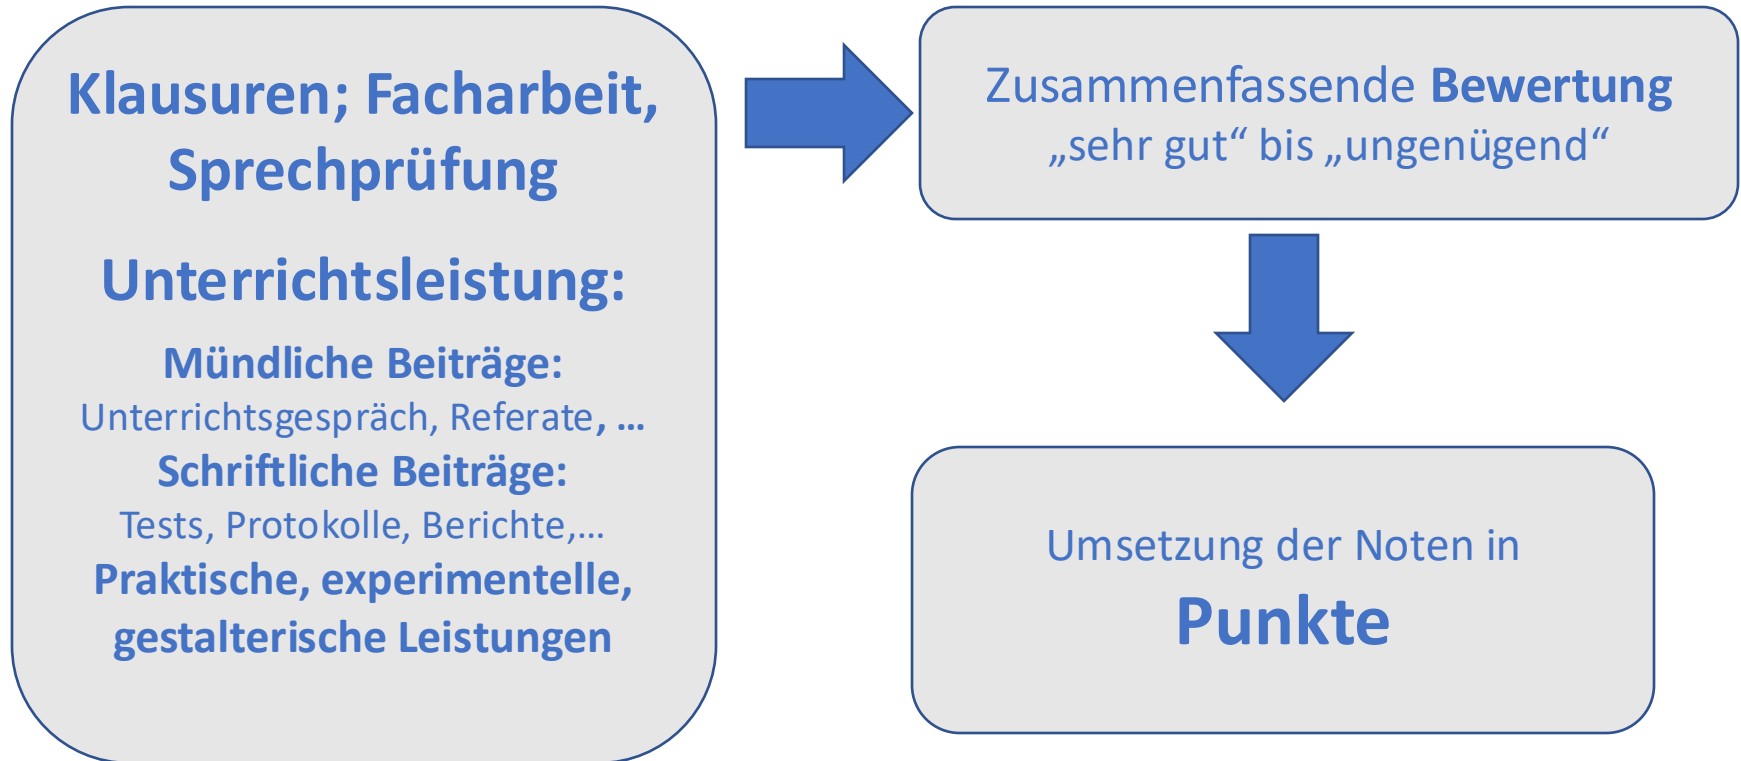 Klausuren; Facharbeit,
Sprechprüfung
Unterrichtsleistung:
Mündliche Beiträge:
Unterrichtsgespräch, Referate, …
Schriftliche Beiträge:
Tests, Protokolle, Berichte,…
Praktische, experimentelle,
gestalterische Leistungen
Zusammenfassende Bewertung
„sehr gut“ bis „ungenügend“
Umsetzung der Noten in
Punkte